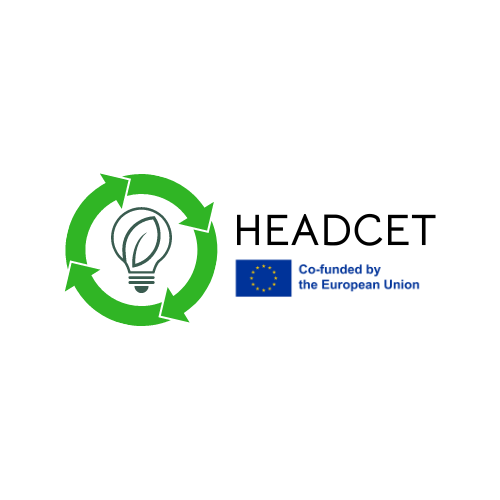 HEADCET
Co-funded by
the European Union